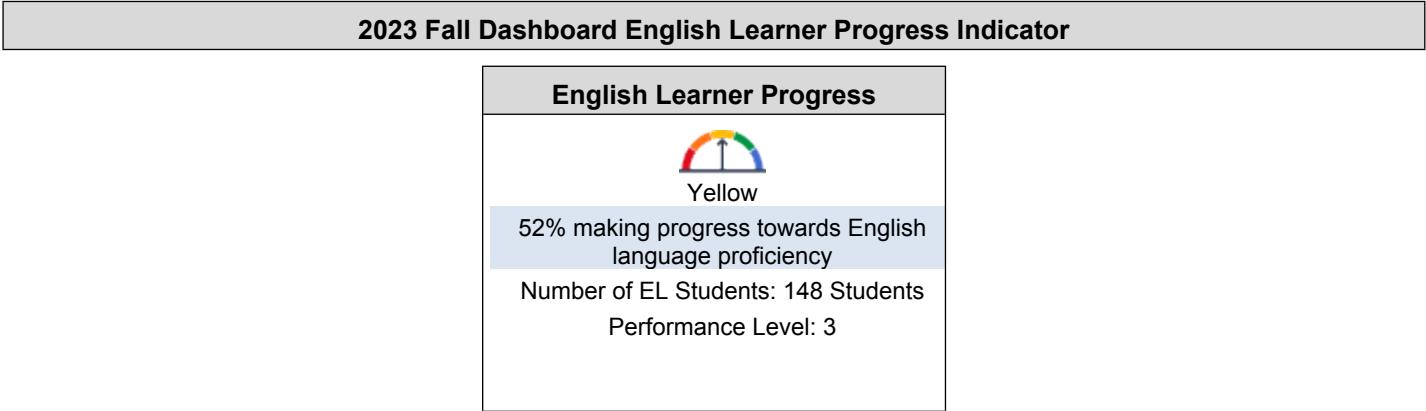 2023 Fall Dashboard English Learner Progress Indicator
English Learner Progress
Yellow
52% making progress towards English
language proficiency
Number of EL Students: 148 Students
Performance Level: 3